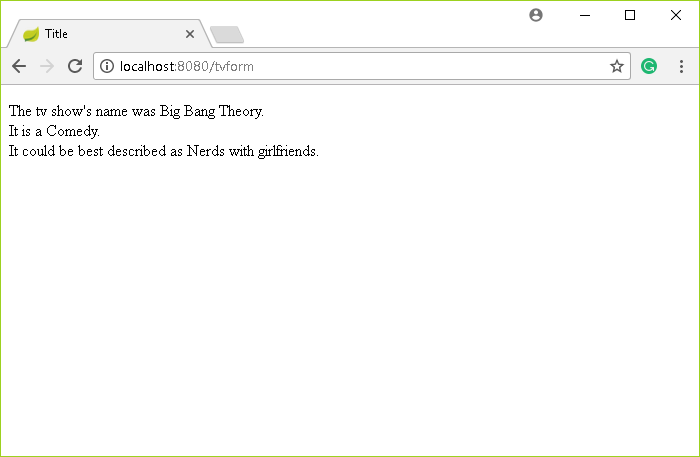 Title
localhost:8080/tvform
The tv show's name was Big Bang Theory.
It is a Comedy.
It could be best described as Nerds with girlfriends.